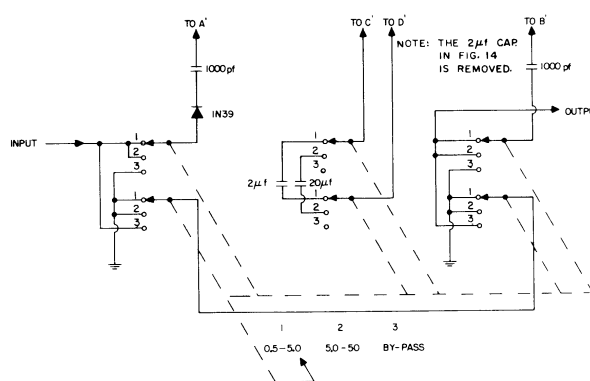 TO A'
TO C'
TO D'
TO B'
NOTE: THE 2µf CAP.
IN FIG. 14
IS REMOVED.
1000 pf
1000 pf
IN39
INPUT
OUTPU
1
2
3
1
2
3
1
2
3
1
2
3
2µf
20µf
1
2
3
1
2
3
1 2 3
0.5–5.0 5.0–50 BY-PASS